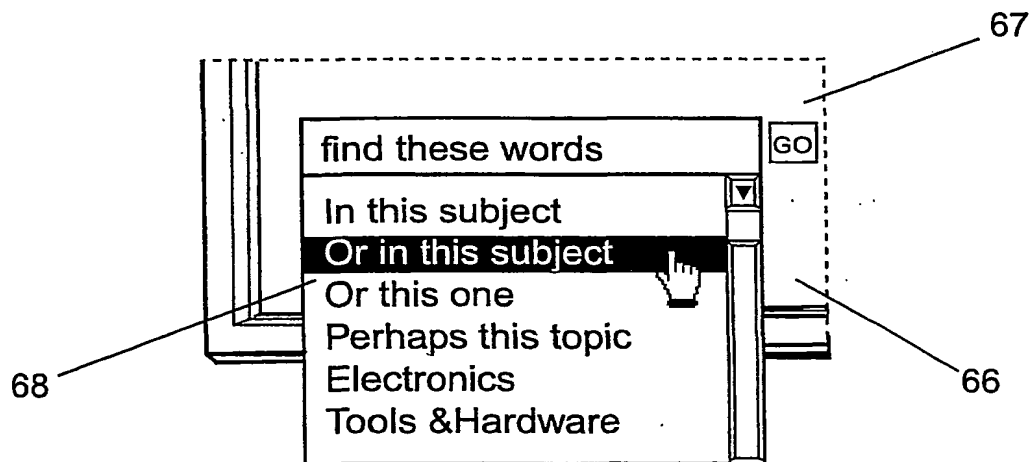 67
find these words
GO
In this subject
Or in this subject
Or this one
Perhaps this topic
68
Electronics
66
Tools &Hardware